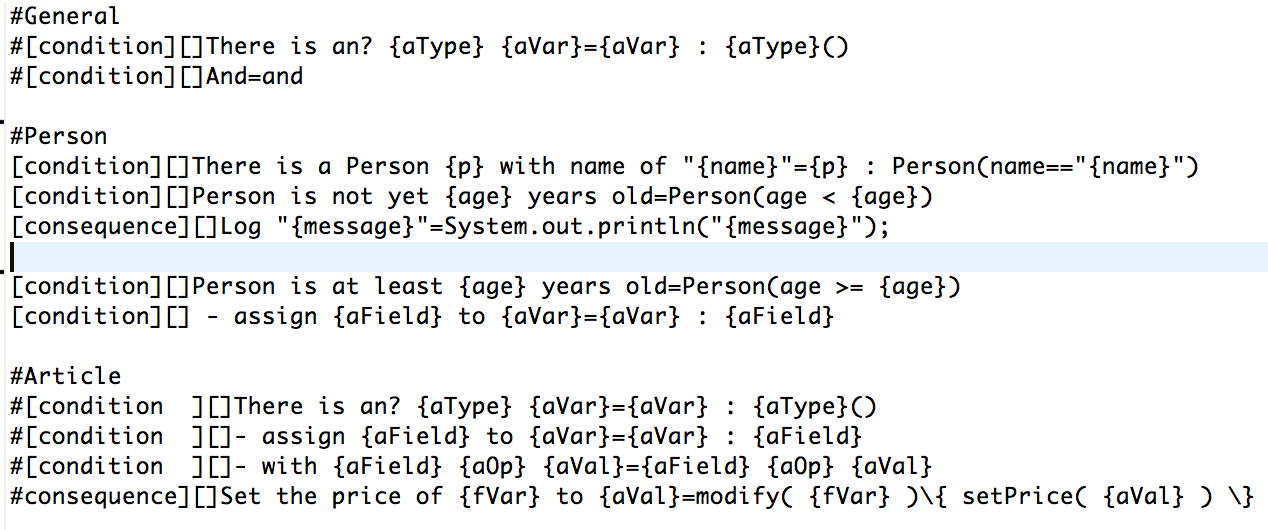 #General
#[condition][]There is an? {aType} {aVar}={aVar} : {aType}()
#[condition][]And=and
#Person
[condition][]There is a Person {p} with name of "{name}"={p} : Person(name=="{name}")
[condition][]Person is not yet {age} years old=Person(age < {age})
[consequence][]Log "{message}"=System.out.println("{message}");
[condition][]Person is at least {age} years old=Person(age >= {age})
[condition][] - assign {aField} to {aVar}={aVar} : {aField}
#Article
#[condition  ][]There is an? {aType} {aVar}={aVar} : {aType}()
#[condition  ][]- assign {aField} to {aVar}={aVar} : {aField}
#[condition  ][]- with {aField} {aOp} {aVal}={aField} {aOp} {aVal}
#consequence][]Set the price of {fVar} to {aVal}=modify( {fVar} )\{ setPrice( {aVal} ) \}